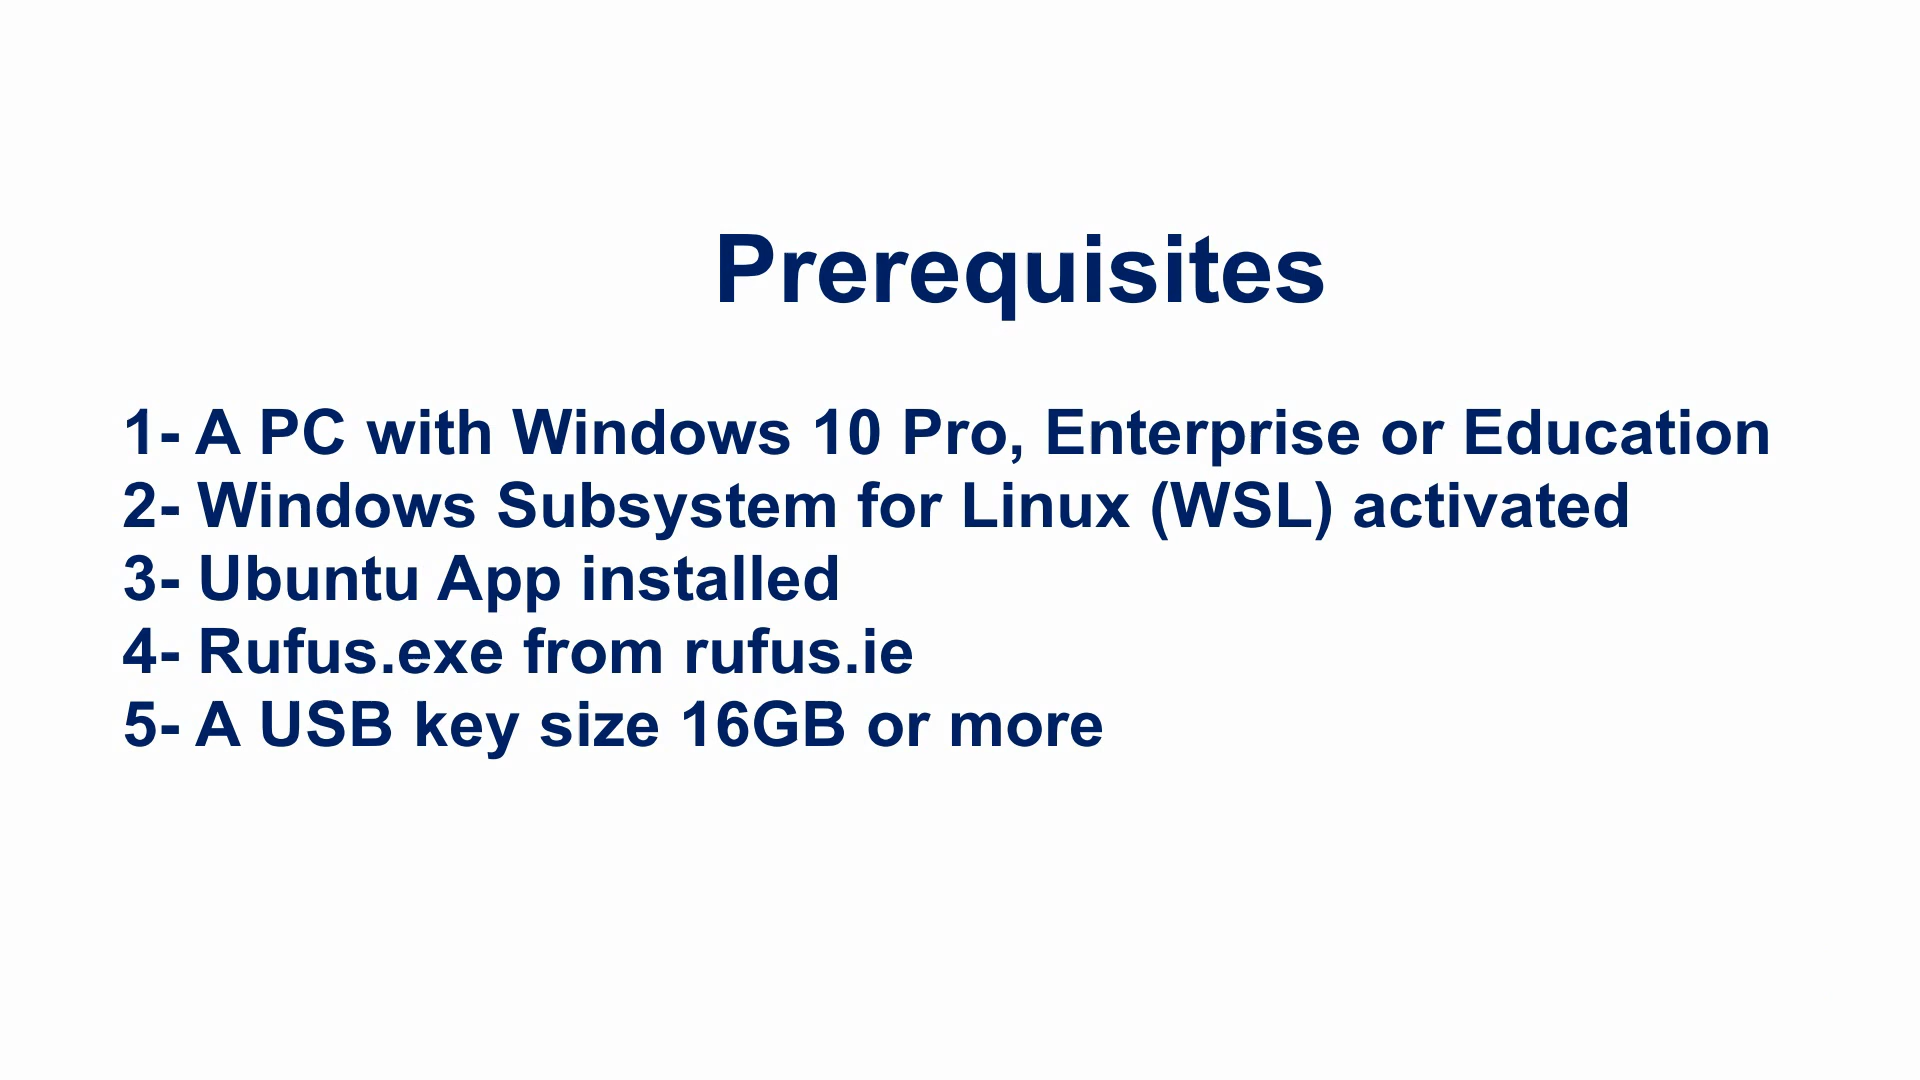 Prerequisites
1- A PC with Windows 10 Pro, Enterprise or Education
2- Windows Subsystem for Linux (WSL) activated
3- Ubuntu App installed
4- Rufus.exe from rufus.ie
5- A USB key size 16GB or more